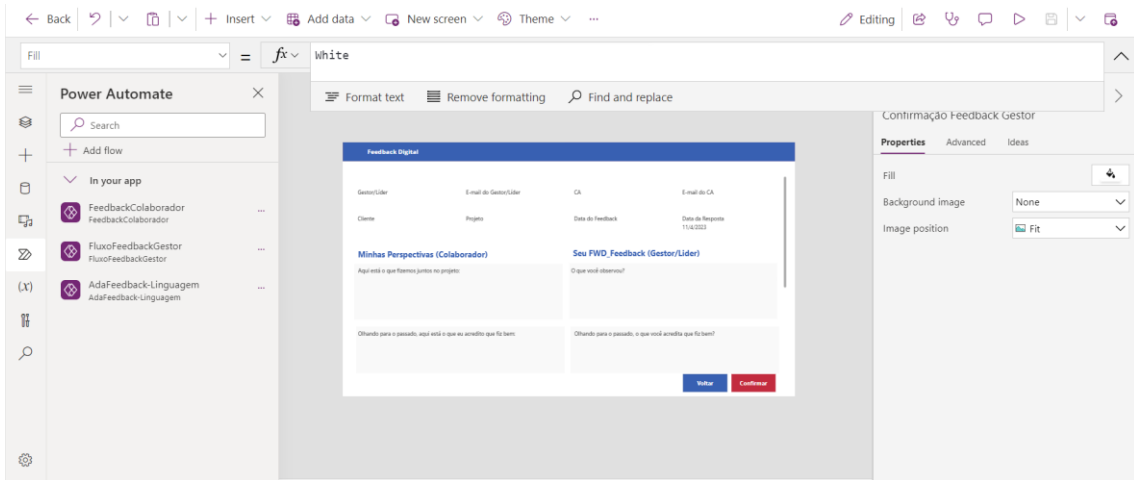 Back Insert Add data New screen Theme ... Editing
Fill = fx White
Format text Remove formatting Find and replace
Power Automate
Search
Add flow
In your app
FeedbackColaborador
FeedbackColaborador
FluxoFeedbackGestor
FluxoFeedbackGestor
AdaFeedback-Linguagem
AdaFeedback-Linguagem
(x)
Feedback Digital
Gestor/Líder E-mail do Gestor/Líder CA E-mail do CA
Cliente Projeto Data do Feedback Data da Resposta
11/4/2023
Minhas Perspectivas (Colaborador) Seu FWD_Feedback (Gestor/Líder)
Aqui está o que fizemos juntos no projeto: O que você observou?
Olhando para o passado, aqui está o que eu acredito que fiz bem: Olhando para o passado, o que você acredita que fiz bem?
Voltar Confirmar
Confirmação Feedback Gestor
Properties Advanced Ideas
Fill
Background image None
Image position Fit